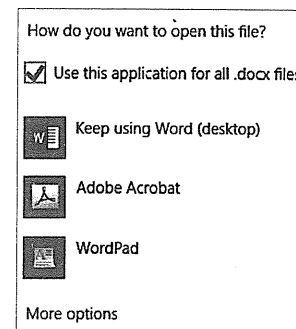 How do you want to open this file?
Use this application for all .docx files
Keep using Word (desktop)
Adobe Acrobat
WordPad
More options